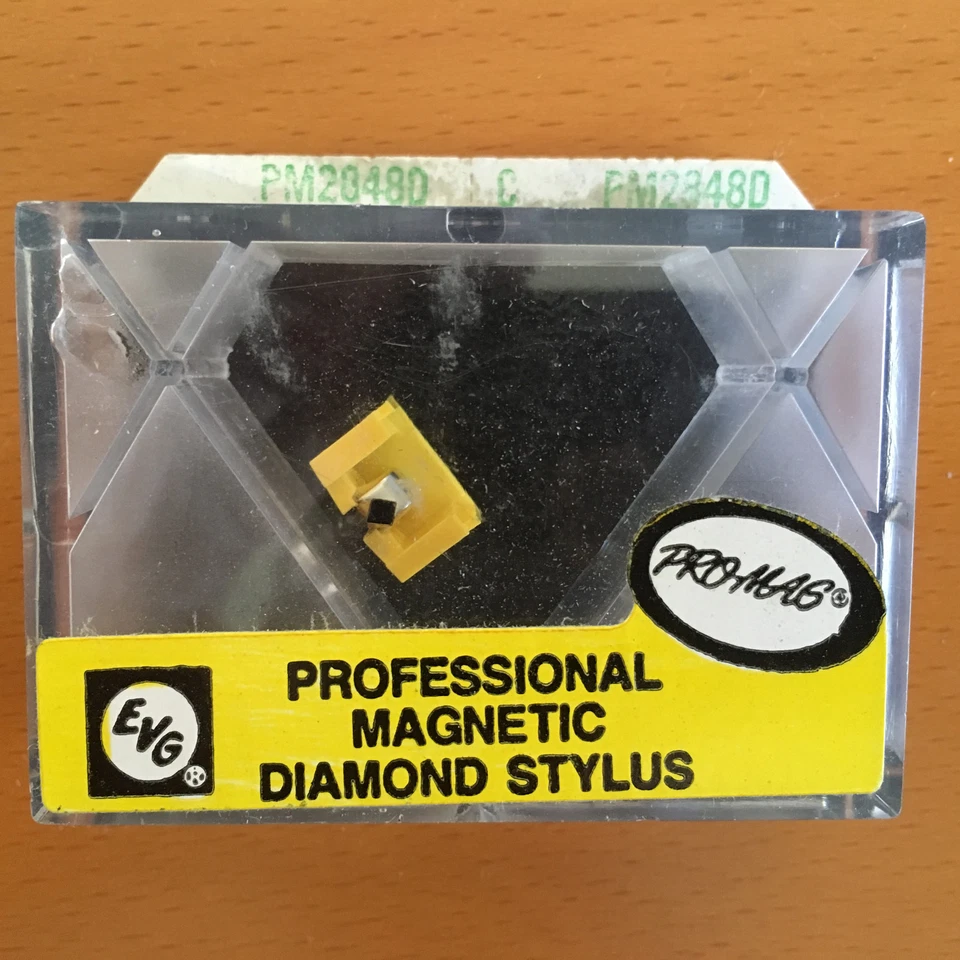 PM2048D C PM2848D
PRO-MAG®
EVG®
PROFESSIONAL
MAGNETIC
DIAMOND STYLUS